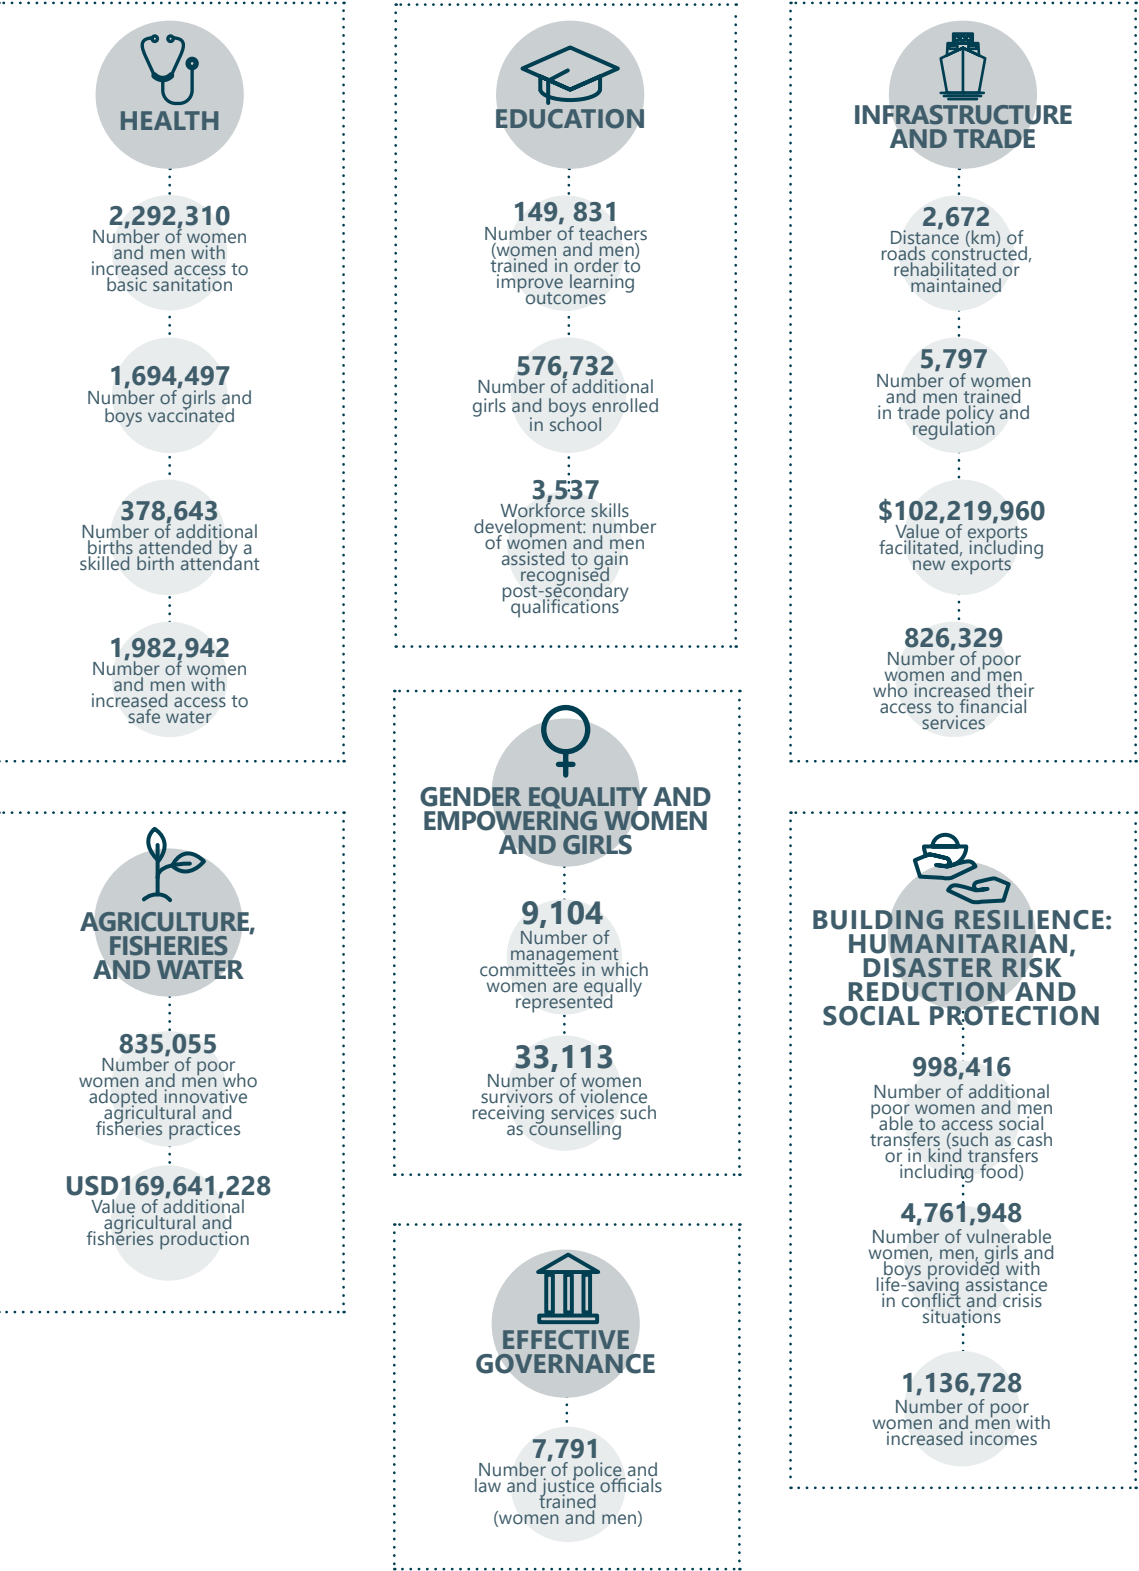 HEALTH
2,292,310
Number of women
and men with
increased access to
basic sanitation
1,694,497
Number of girls and
boys vaccinated
378,643
Number of additional
births attended by a
skilled birth attendant
1,982,942
Number of women
and men with
increased access to
safe water
EDUCATION
149, 831
Number of teachers
(women and men)
trained in order to
improve learning
outcomes
576,732
Number of additional
girls and boys enrolled
in school
3,537
Workforce skills
development: number
of women and men
assisted to gain
recognised
post-secondary
qualifications
INFRASTRUCTURE
AND TRADE
2,672
Distance (km) of
roads constructed,
rehabilitated or
maintained
5,797
Number of women
and men trained
in trade policy and
regulation
$102,219,960
Value of exports
facilitated, including
new exports
826,329
Number of poor
women and men
who increased their
access to financial
services
AGRICULTURE,
FISHERIES
AND WATER
835,055
Number of poor
women and men who
adopted innovative
agricultural and
fisheries practices
USD169,641,228
Value of additional
agricultural and
fisheries production
GENDER EQUALITY AND
EMPOWERING WOMEN
AND GIRLS
9,104
Number of
management
committees in which
women are equally
represented
33,113
Number of women
survivors of violence
receiving services such
as counselling
EFFECTIVE
GOVERNANCE
7,791
Number of police and
law and justice officials
trained
(women and men)
BUILDING RESILIENCE:
HUMANITARIAN,
DISASTER RISK
REDUCTION AND
SOCIAL PROTECTION
998,416
Number of additional
poor women and men
able to access social
transfers (such as cash
or in kind transfers
including food)
4,761,948
Number of vulnerable
women, men, girls and
boys provided with
life-saving assistance
in conflict and crisis
situations
1,136,728
Number of poor
women and men with
increased incomes